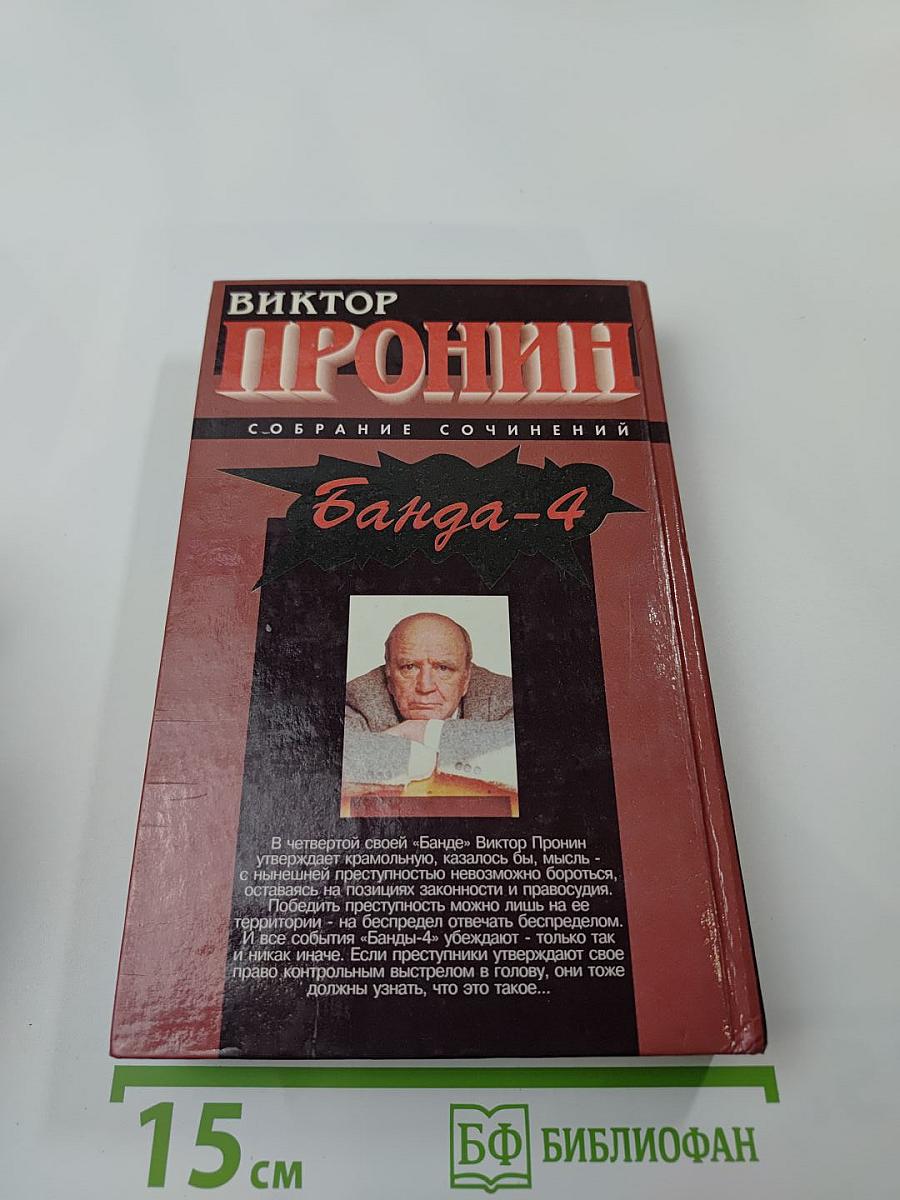 ВИКТОР
ПРОНИН
СОБРАНИЕ СОЧИНЕНИЙ
Банда-4
В четвертой своей «Банде» Виктор Пронин
утверждает крамольную, казалось бы, мысль -
с нынешней преступностью невозможно бороться,
оставаясь на позициях законности и правосудия.
Победить преступность можно лишь на ее
территории - на беспредел отвечать беспределом.
И все события «Банды-4» убеждают - только так
и никак иначе. Если преступники утверждают свое
право контрольным выстрелом в голову, они тоже
должны узнать, что это такое...
15 см
БФ БИБЛИОФАН